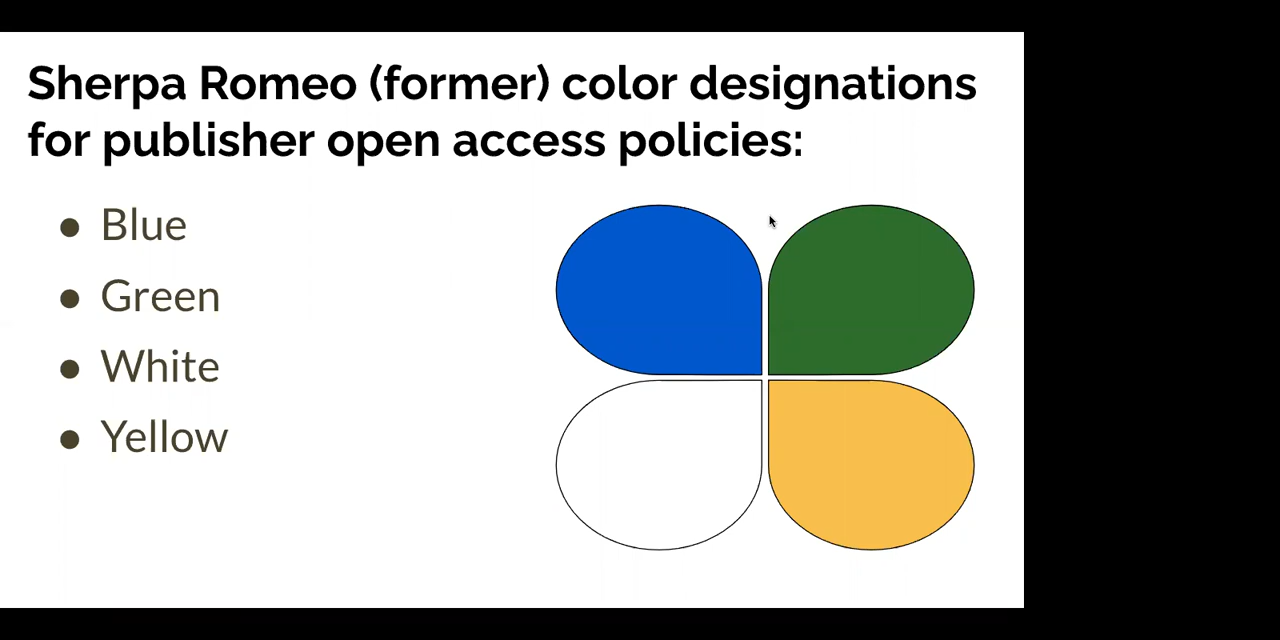 Sherpa Romeo (former) color designations
for publisher open access policies:
● Blue
● Green
● White
● Yellow